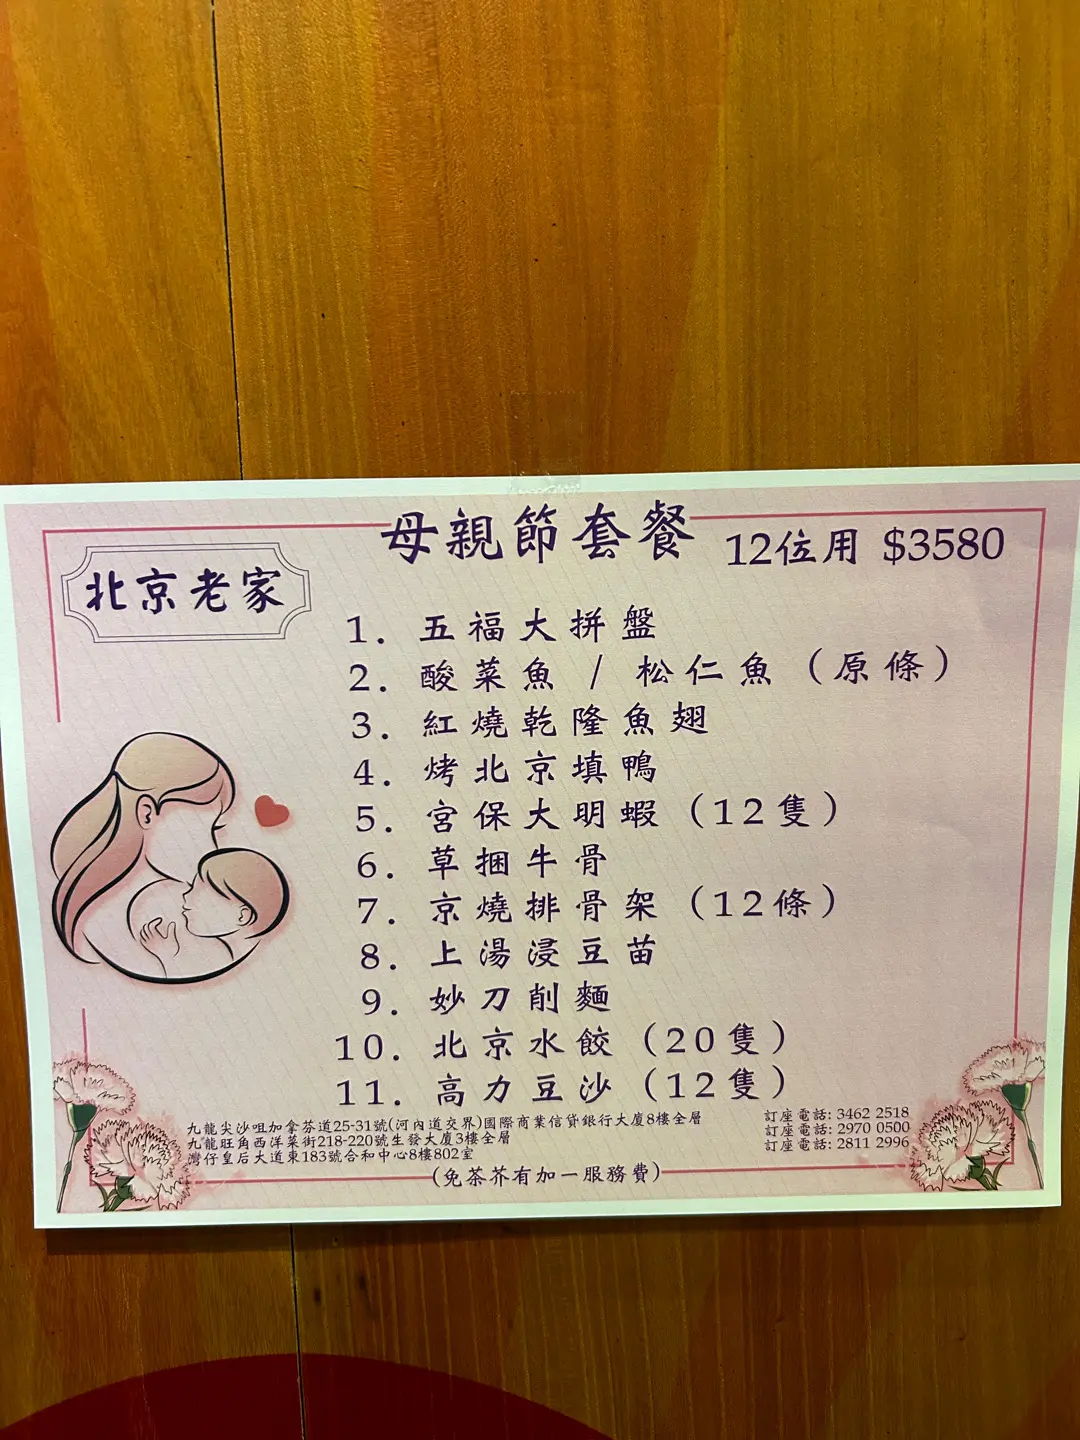 母親節套餐 12位用 $3580
北京老家
1. 五福大拼盤
2. 酸菜魚 / 松仁魚（原條）
3. 紅燒乾隆魚翅
4. 烤北京填鴨
5. 宮保大明蝦（12隻）
6. 草捆牛骨
7. 京燒排骨架（12條）
8. 上湯浸豆苗
9. 妙刀削麵
10. 北京水餃（20隻）
11. 高力豆沙（12隻）
九龍尖沙咀加拿芬道25-31號(河內道交界)國際商業信貸銀行大廈8樓全層 訂座電話: 3462 2518
九龍旺角西洋菜街218-220號生發大廈3樓全層 訂座電話: 2970 0500
灣仔皇后大道東183號合和中心8樓802室 訂座電話: 2811 2996
(免茶芥有加一服務費)